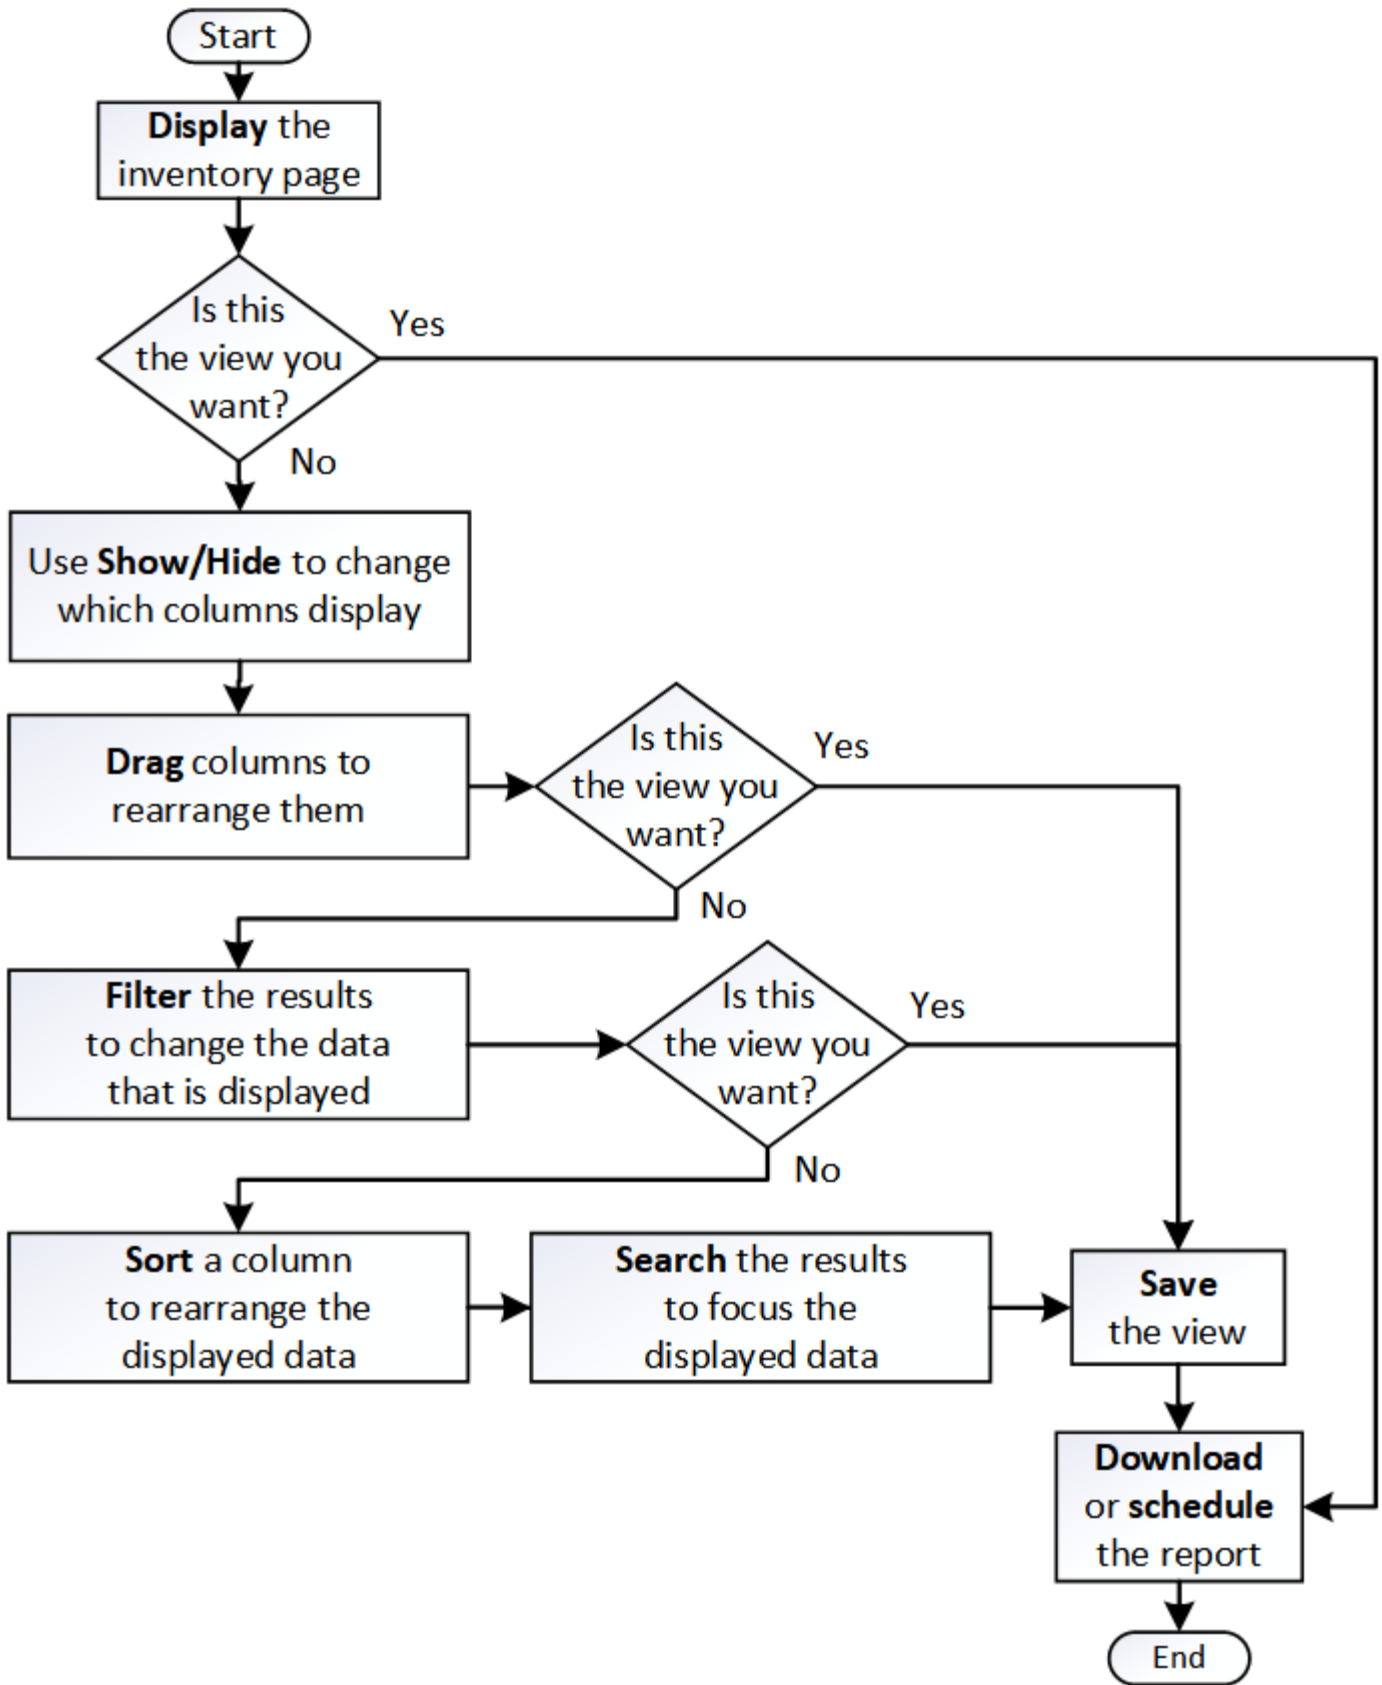 Start
Display the
inventory page
Is this
the view you
want?
Yes
No
Use Show/Hide to change
which columns display
Drag columns to
rearrange them
Is this
the view you
want?
Yes
No
Filter the results
to change the data
that is displayed
Is this
the view you
want?
Yes
No
Sort a column
to rearrange the
displayed data
Search the results
to focus the
displayed data
Save
the view
Download
or schedule
the report
End